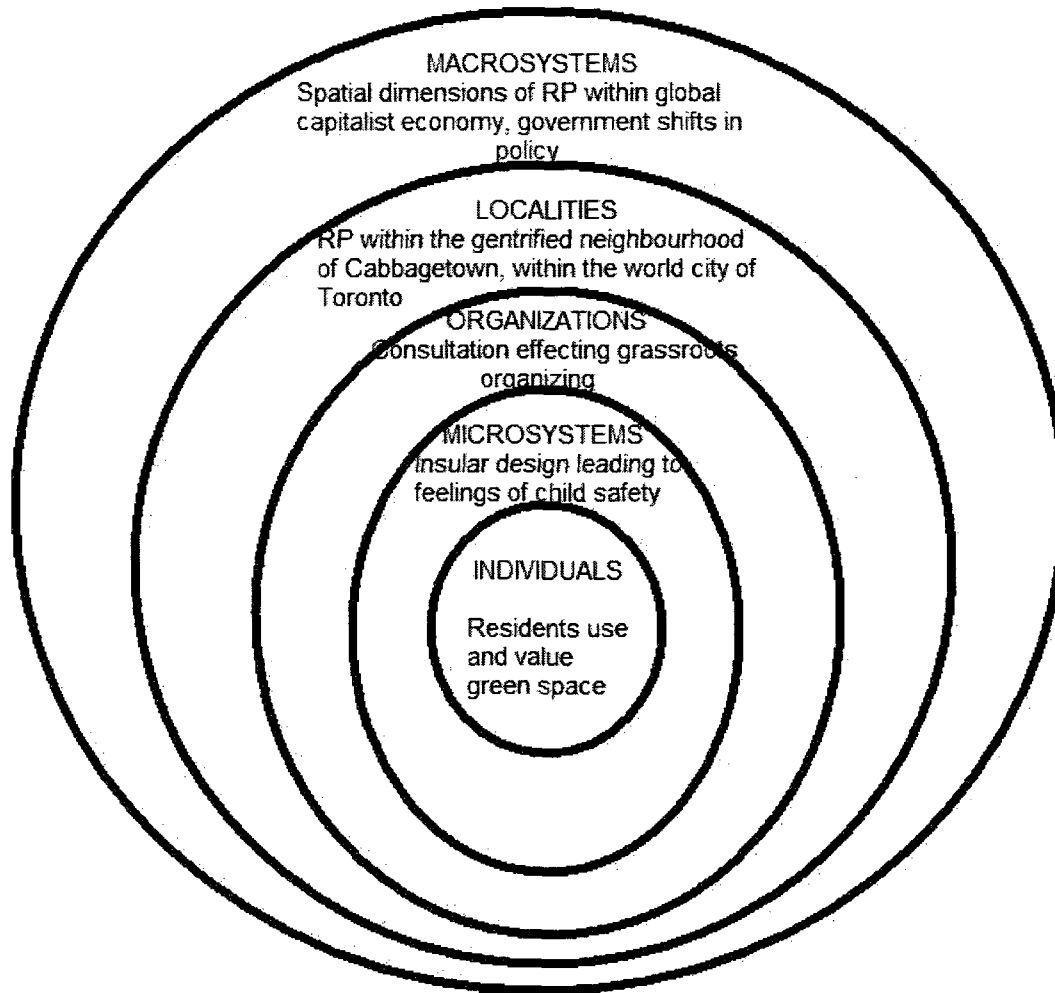 MACROSYSTEMS
Spatial dimensions of RP within global
capitalist economy, government shifts in
policy
LOCALITIES
RP within the gentrified neighbourhood
of Cabbagetown, within the world city of
Toronto
ORGANIZATIONS
Consultation effecting grassroots
organizing
MICROSYSTEMS
Insular design leading to
feelings of child safety
INDIVIDUALS
Residents use
and value
green space